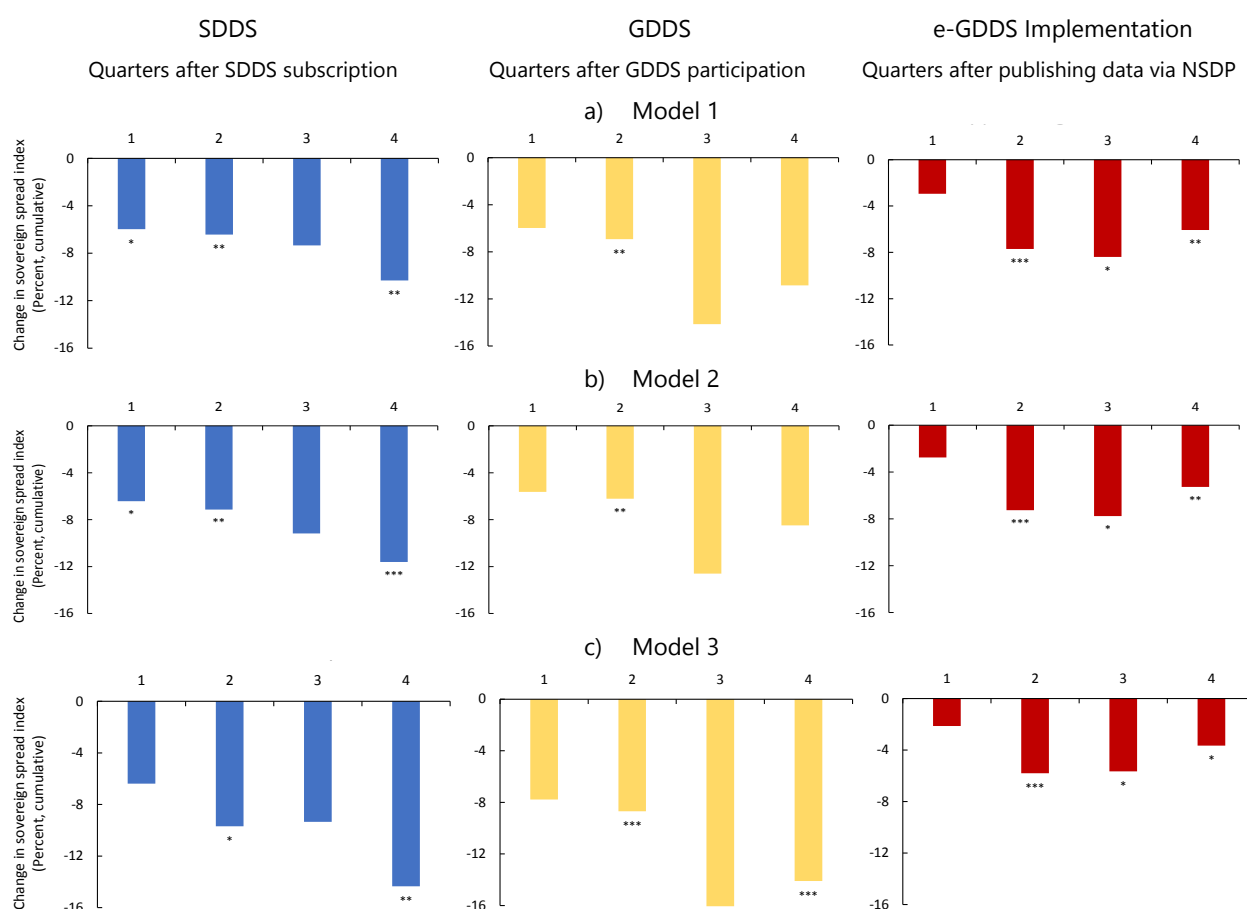 SDDS
GDDS
e-GDDS Implementation
Quarters after SDDS subscription
Quarters after GDDS participation
Quarters after publishing data via NSDP
a) Model 1
Change in sovereign spread index
(Percent, cumulative)
1 2 3 4
0
-4
-8
-12
-16
* ** **
1 2 3 4
0
-4
-8
-12
-16
**
1 2 3 4
0
-4
-8
-12
-16
*** * **
b) Model 2
Change in sovereign spread index
(Percent, cumulative)
1 2 3 4
0
-4
-8
-12
-16
* ** ***
1 2 3 4
0
-4
-8
-12
-16
**
1 2 3 4
0
-4
-8
-12
-16
*** * **
c) Model 3
Change in sovereign spread index
(Percent, cumulative)
1 2 3 4
0
-4
-8
-12
-16
* **
1 2 3 4
0
-4
-8
-12
-16
*** ***
1 2 3 4
0
-4
-8
-12
-16
*** * *